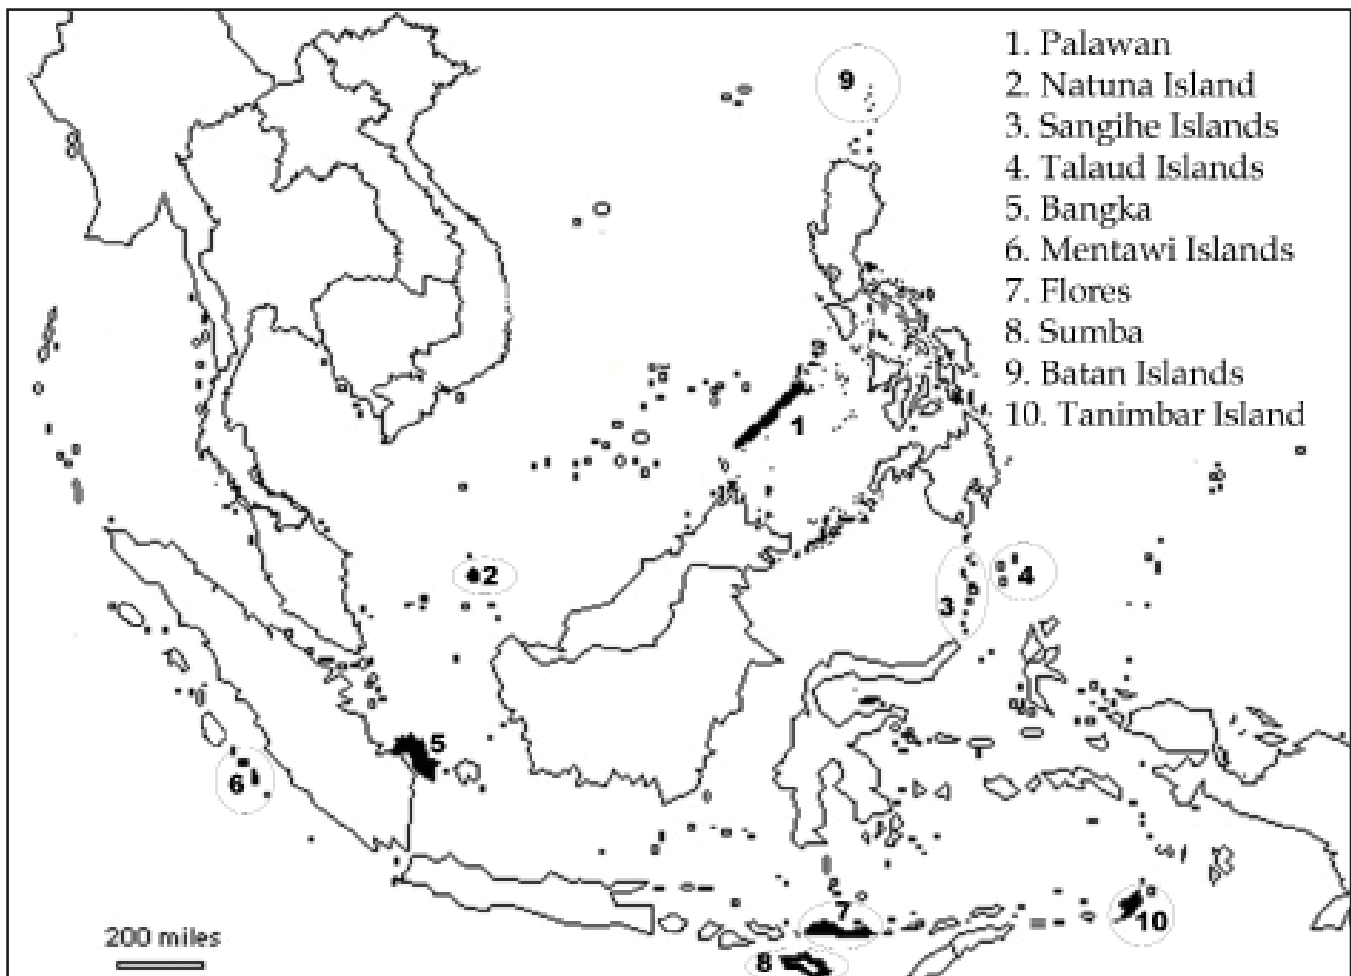 1. Palawan
2. Natuna Island
3. Sangihe Islands
4. Talaud Islands
5. Bangka
6. Mentawi Islands
7. Flores
8. Sumba
9. Batan Islands
10. Tanimbar Island
9
1
2
4
3
5
6
7
10
8
200 miles